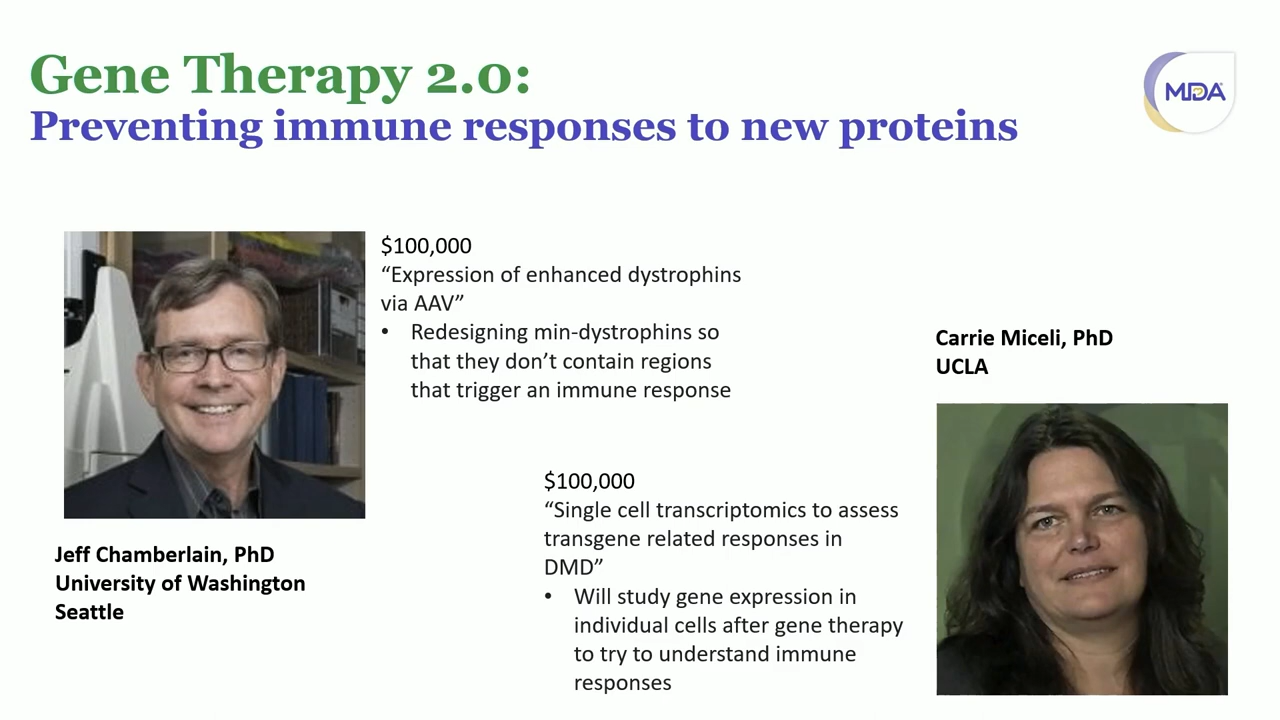 Gene Therapy 2.0:
Preventing immune responses to new proteins
MDA
$100,000
“Expression of enhanced dystrophins
via AAV”
• Redesigning min-dystrophins so
that they don’t contain regions
that trigger an immune response
Jeff Chamberlain, PhD
University of Washington
Seattle
Carrie Miceli, PhD
UCLA
$100,000
“Single cell transcriptomics to assess
transgene related responses in
DMD”
• Will study gene expression in
individual cells after gene therapy
to try to understand immune
responses